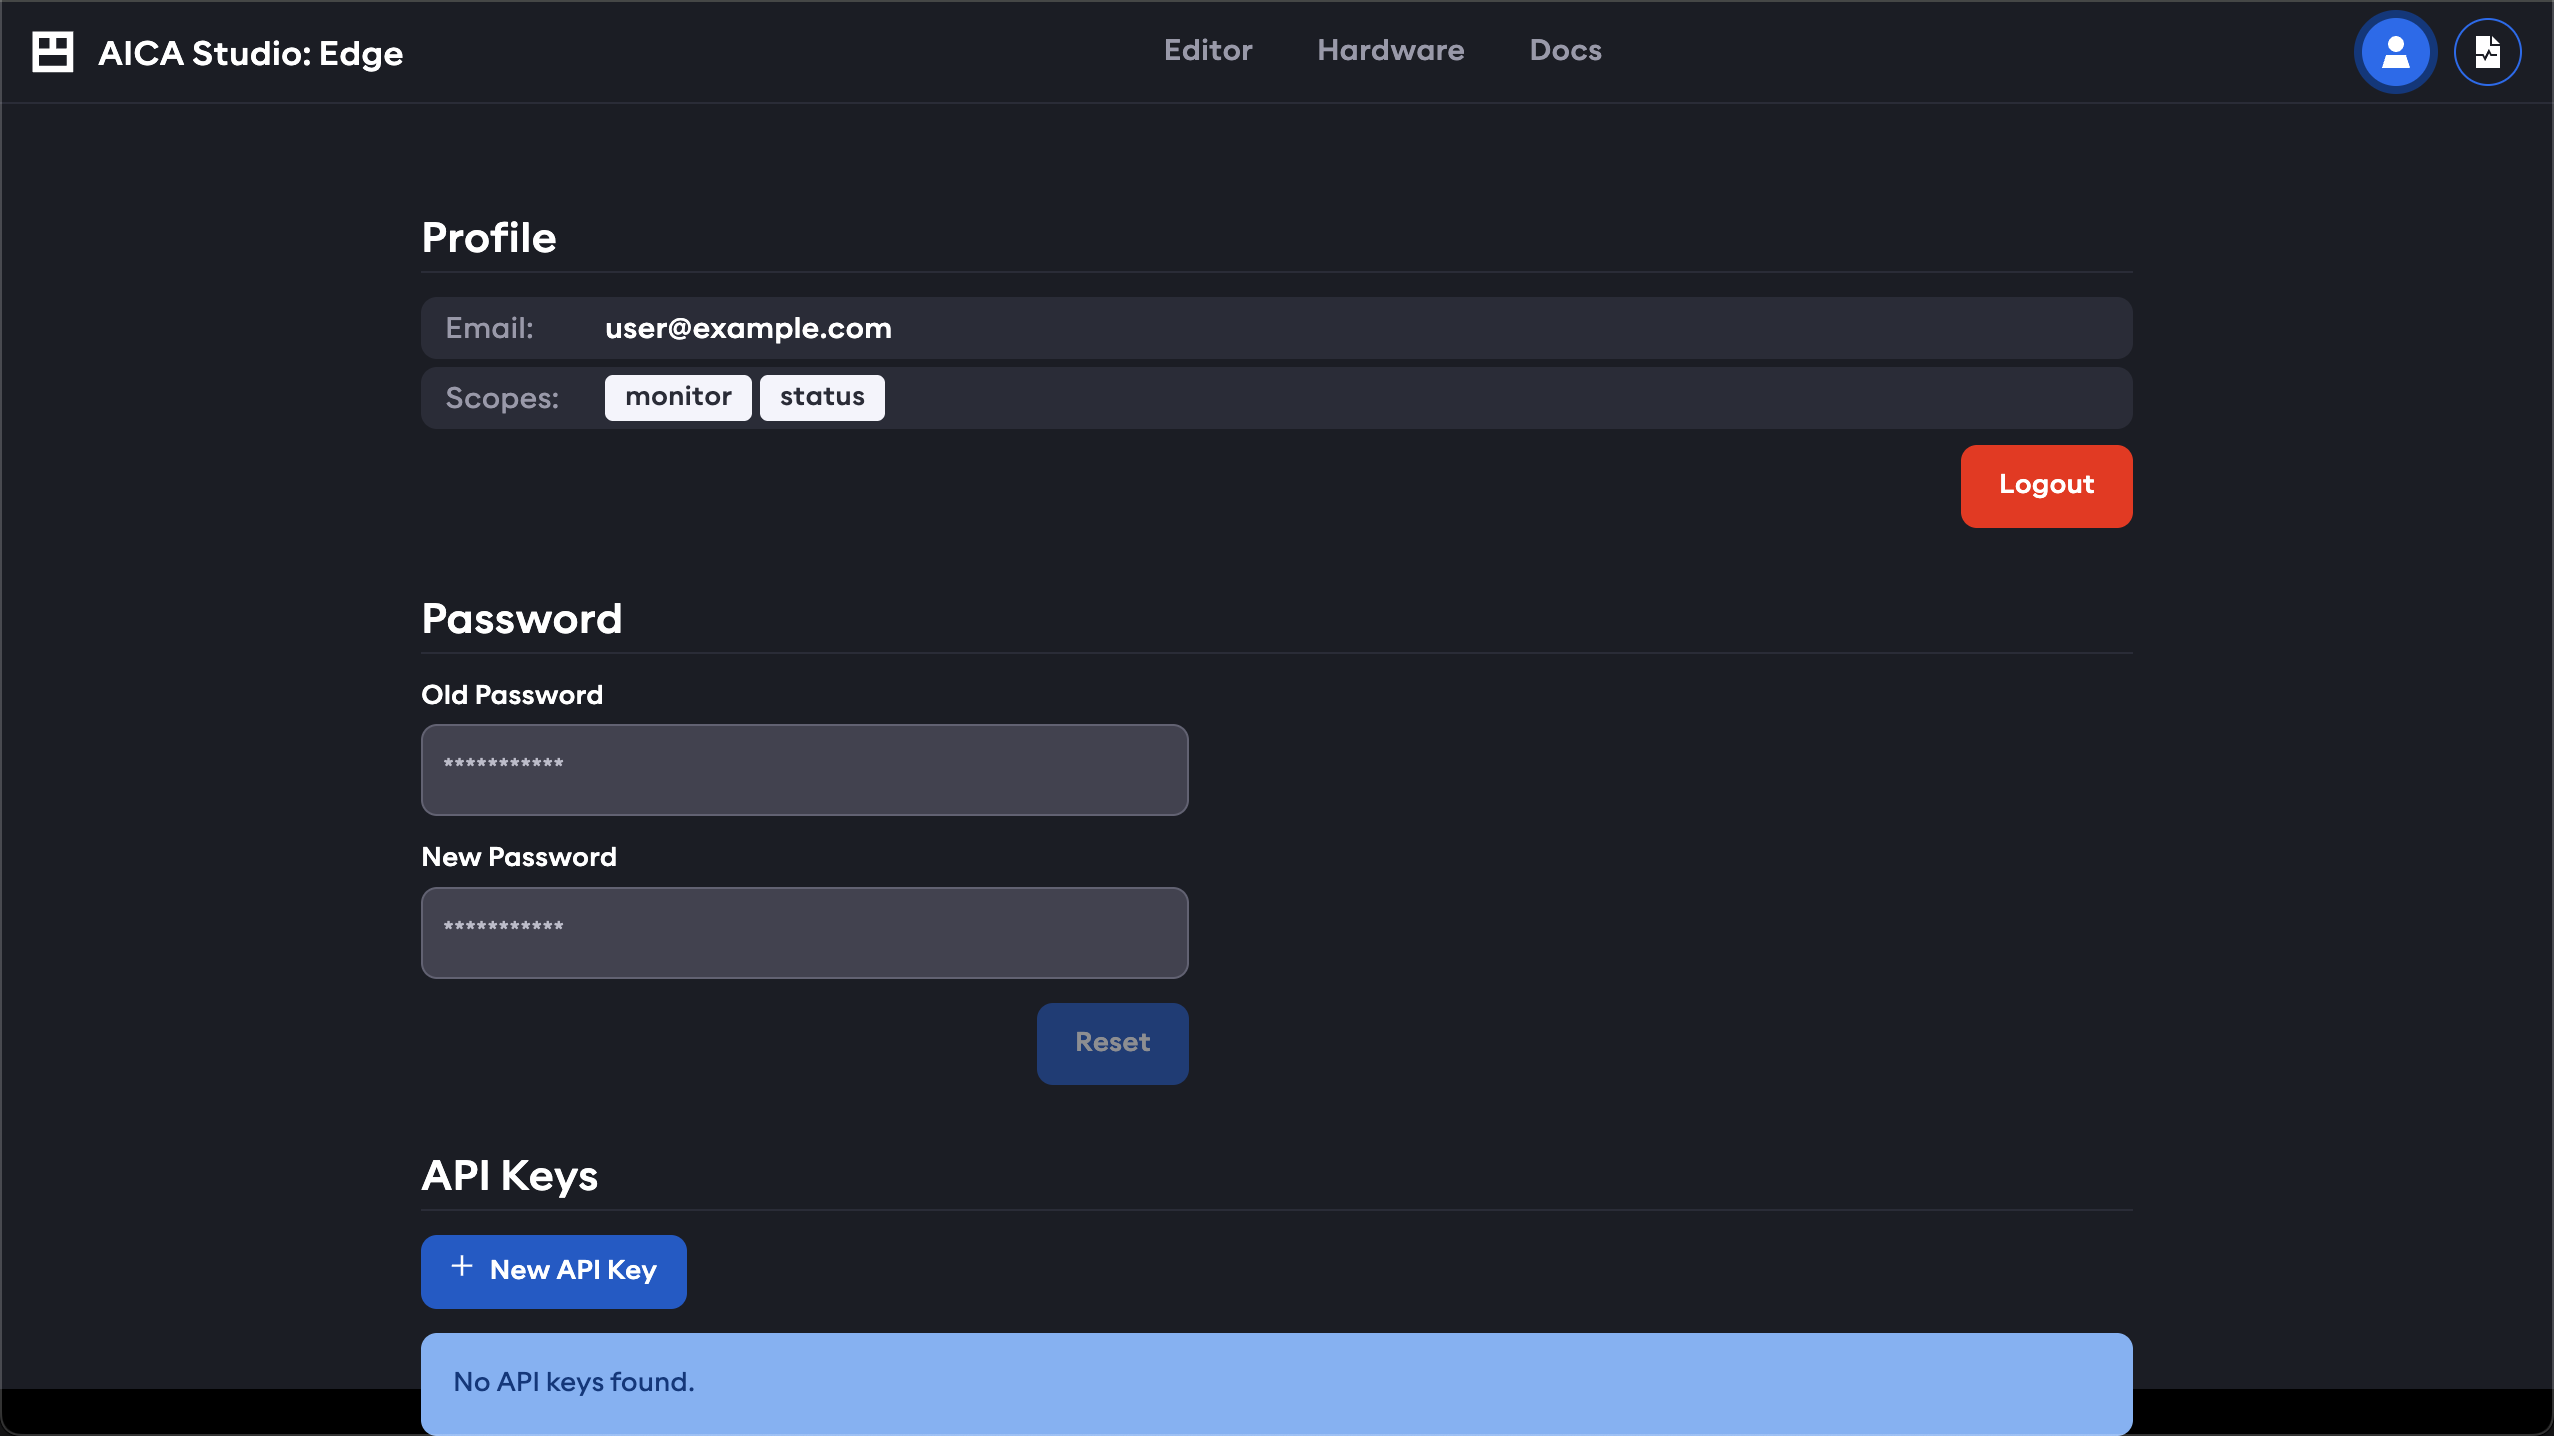 AICA Studio: Edge
Editor
Hardware
Docs
Profile
Email: user@example.com
Scopes: monitor status
Logout
Password
Old Password
***********
New Password
***********
Reset
API Keys
+ New API Key
No API keys found.